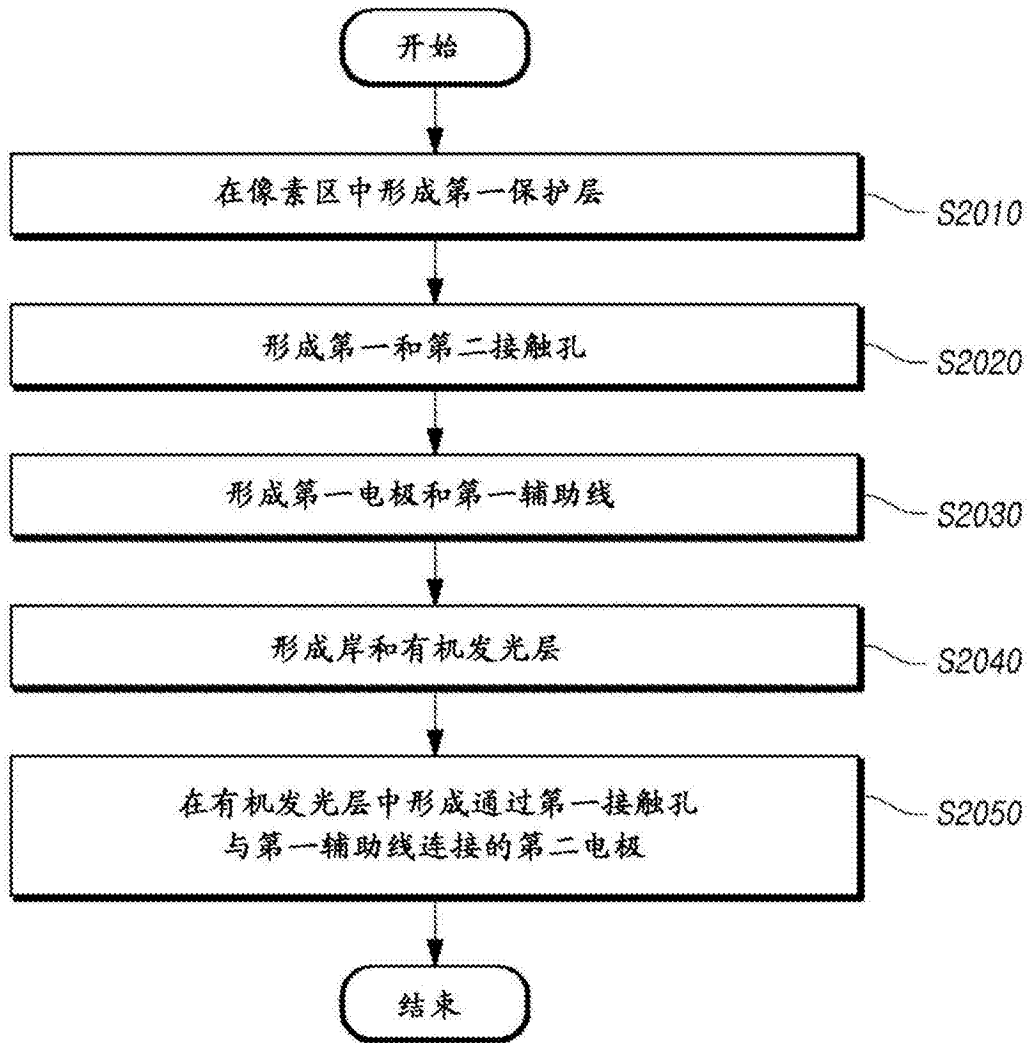 开始
在像素区中形成第一保护层
S2010
形成第一和第二接触孔
S2020
形成第一电极和第一辅助线
S2030
形成岸和有机发光层
S2040
在有机发光层中形成通过第一接触孔
与第一辅助线连接的第二电极
S2050
结束